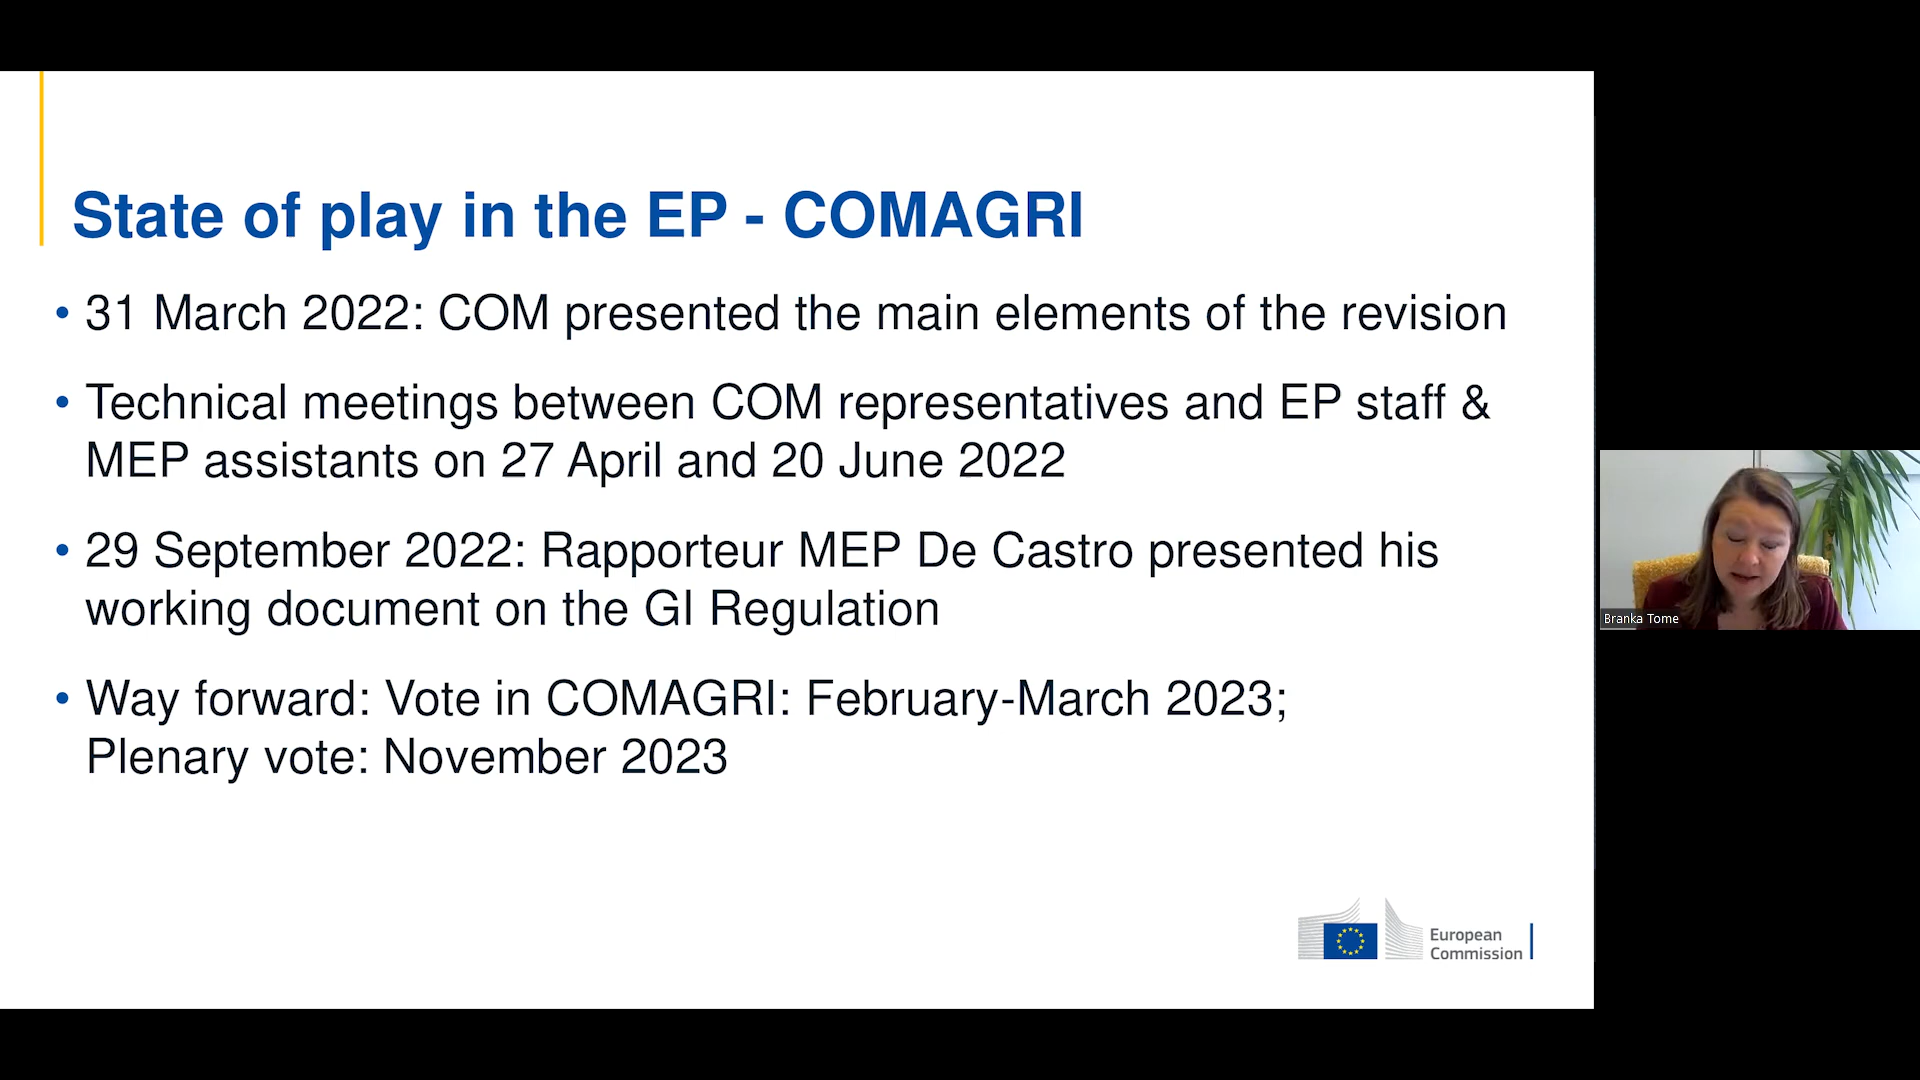 State of play in the EP - COMAGRI
• 31 March 2022: COM presented the main elements of the revision
• Technical meetings between COM representatives and EP staff &
MEP assistants on 27 April and 20 June 2022
• 29 September 2022: Rapporteur MEP De Castro presented his
working document on the GI Regulation
• Way forward: Vote in COMAGRI: February-March 2023;
Plenary vote: November 2023
European
Commission
Branka Tome